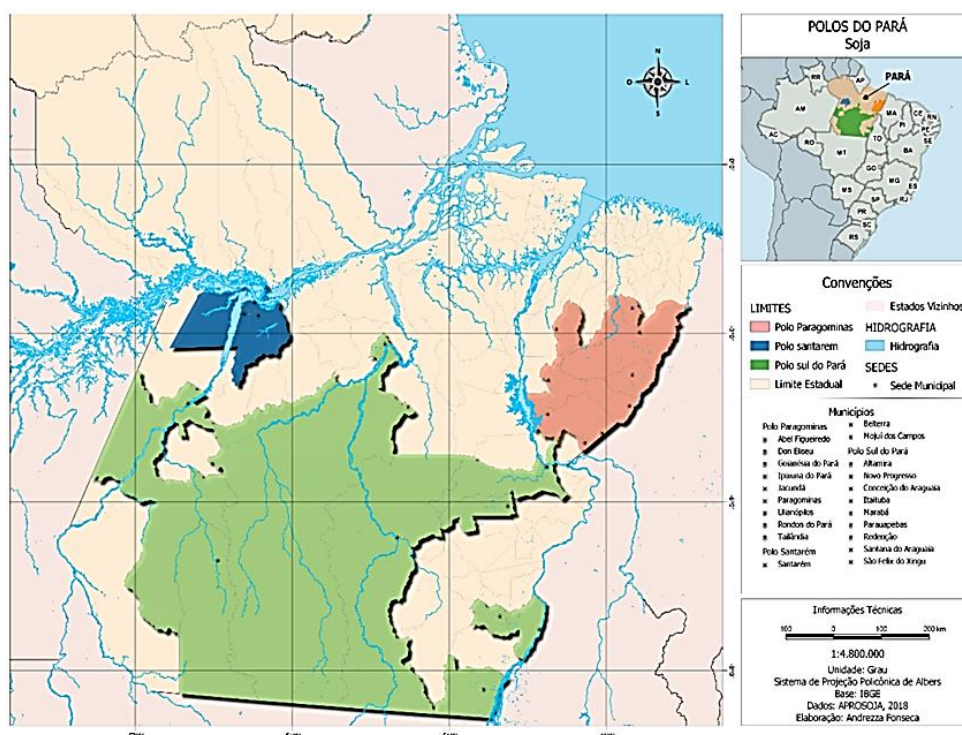 N
O
L
S
POLOS DO PARÁ
Soja
PARÁ
RR
AP
AM
MA
CE
RN
PI
PE
AC
TO
SE
RO
MT
BA
GO
MG
MS
ES
SP
RJ
PR
SC
RS
Convenções
LIMITES
Polo Paragominas
Polo santarem
Polo sul do Pará
Limite Estadual
Estados Vizinhos
HIDROGRAFIA
Hidrografia
SEDES
Sede Municipal
Municípios
Polo Paragominas
Abel Figueiredo
Don Eliseu
Goianésia do Pará
Ipixuna do Pará
Jacundá
Paragominas
Ulianópilos
Rondon do Pará
Tailândia
Polo Santarém
Santarém
Belterra
Mojuí dos Campos
Polo Sul do Pará
Altamira
Novo Progresso
Conceição do Araguaia
Itaituba
Marabá
Parauapebas
Redenção
Santana do Araguaia
São Felix do Xingu
Informações Técnicas
100 0 100 200 km
1:4.800.000
Unidade: Grau
Sistema de Projeção Policônica de Albers
Base: IBGE
Dados: APROSOJA, 2018
Elaboração: Andrezza Fonseca